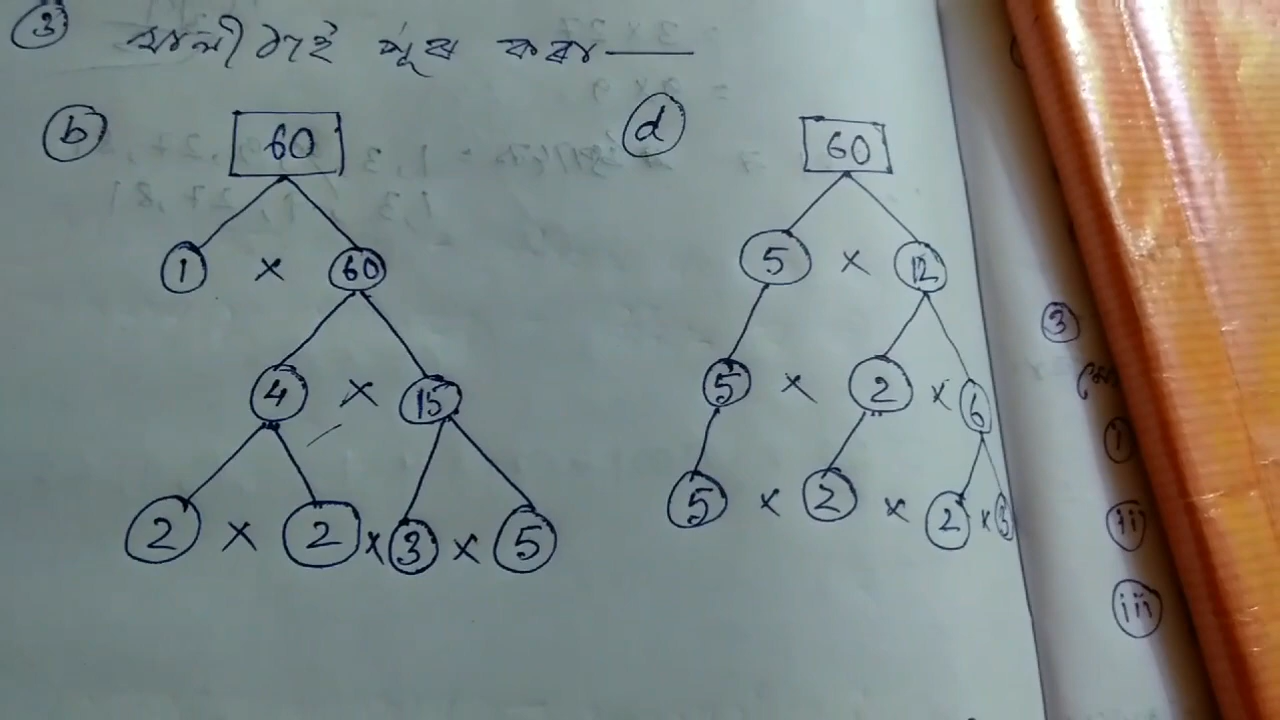 ③ খালী ঠাই পূৰ কৰা
ⓑ 60
1 × 60
4 × 15
2 × 2 × 3 × 5
ⓓ 60
5 × 12
5 × 2 × 6
5 × 2 × 2 × 3
③
i
ii
iii